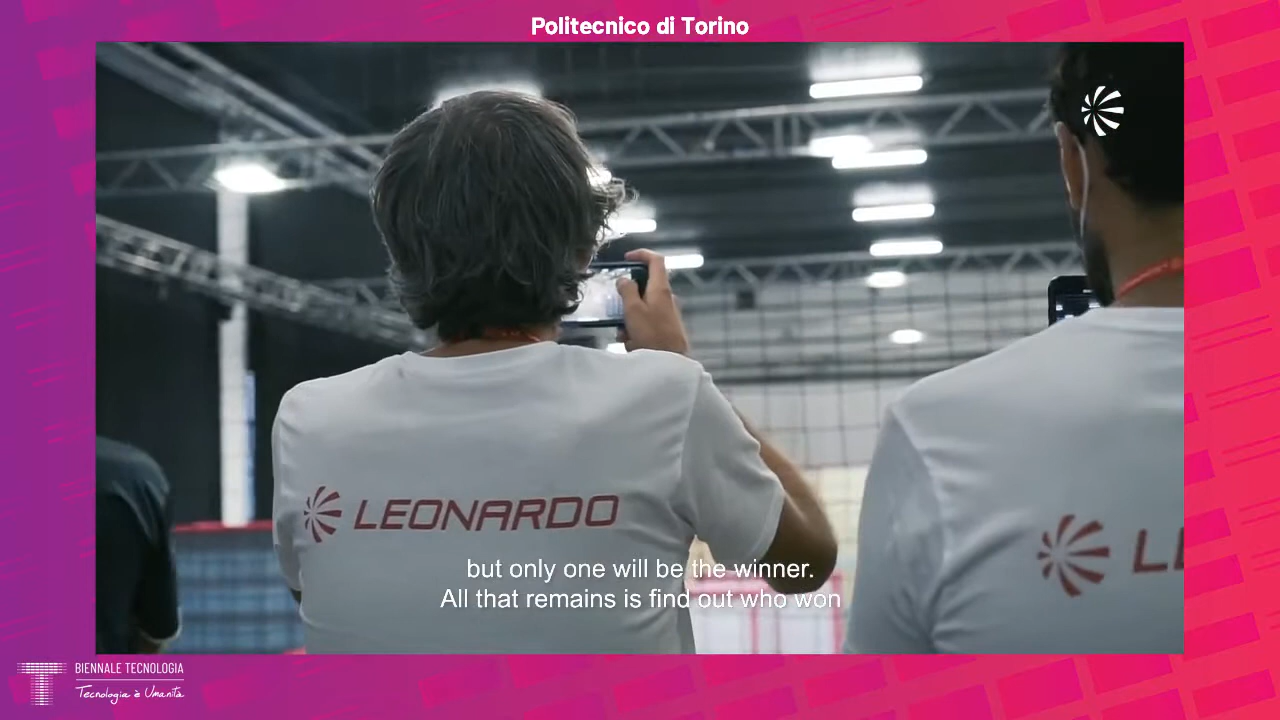 Politecnico di Torino
LEONARDO
LE
but only one will be the winner.
All that remains is find out who won
BIENNALE TECNOLOGIA
Tecnologia è Umanità